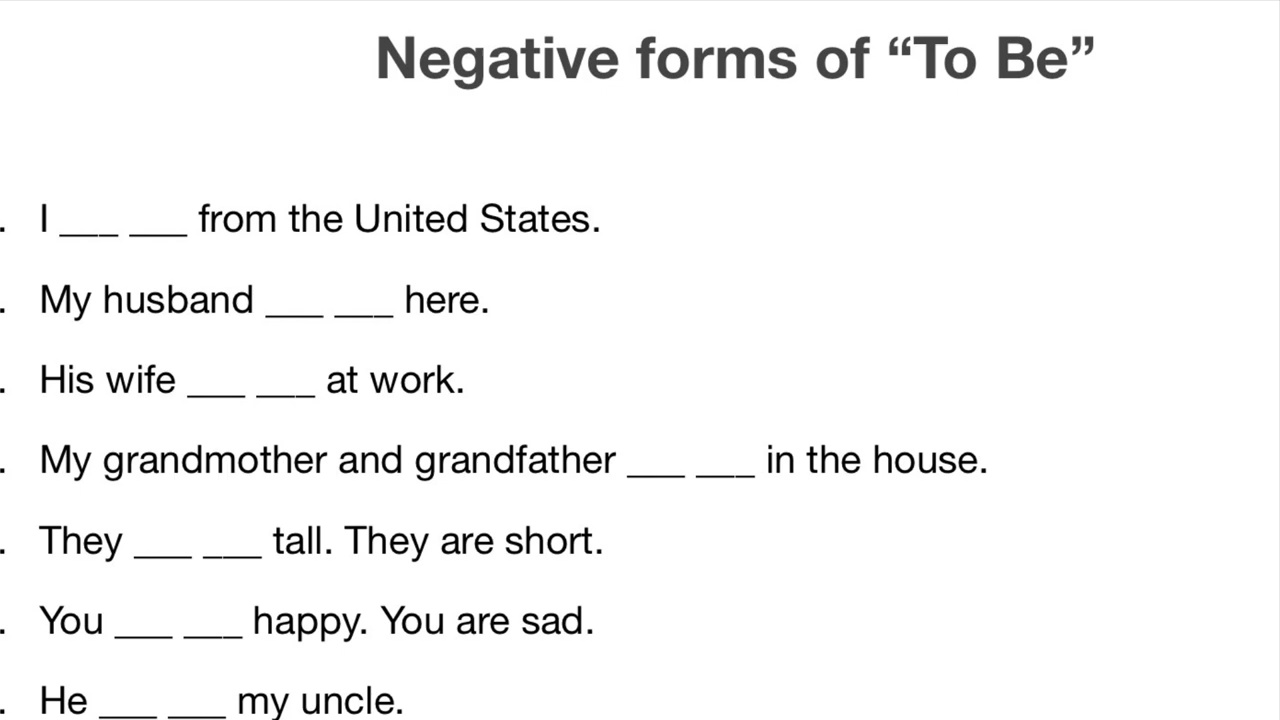 Negative forms of “To Be”
. I ___ ___ from the United States.
. My husband ___ ___ here.
. His wife ___ ___ at work.
. My grandmother and grandfather ___ ___ in the house.
. They ___ ___ tall. They are short.
. You ___ ___ happy. You are sad.
. He ___ ___ my uncle.